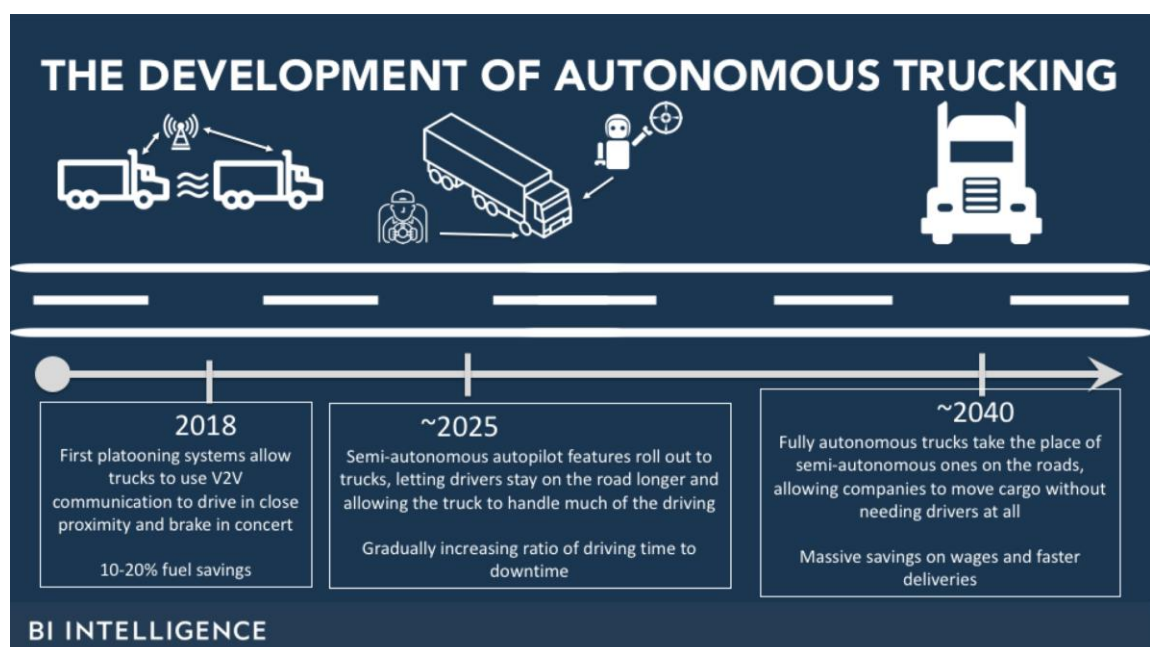 THE DEVELOPMENT OF AUTONOMOUS TRUCKING
2018
First platooning systems allow
trucks to use V2V
communication to drive in close
proximity and brake in concert
10-20% fuel savings
~2025
Semi-autonomous autopilot features roll out to
trucks, letting drivers stay on the road longer and
allowing the truck to handle much of the driving
Gradually increasing ratio of driving time to
downtime
~2040
Fully autonomous trucks take the place of
semi-autonomous ones on the roads,
allowing companies to move cargo without
needing drivers at all
Massive savings on wages and faster
deliveries
BI INTELLIGENCE